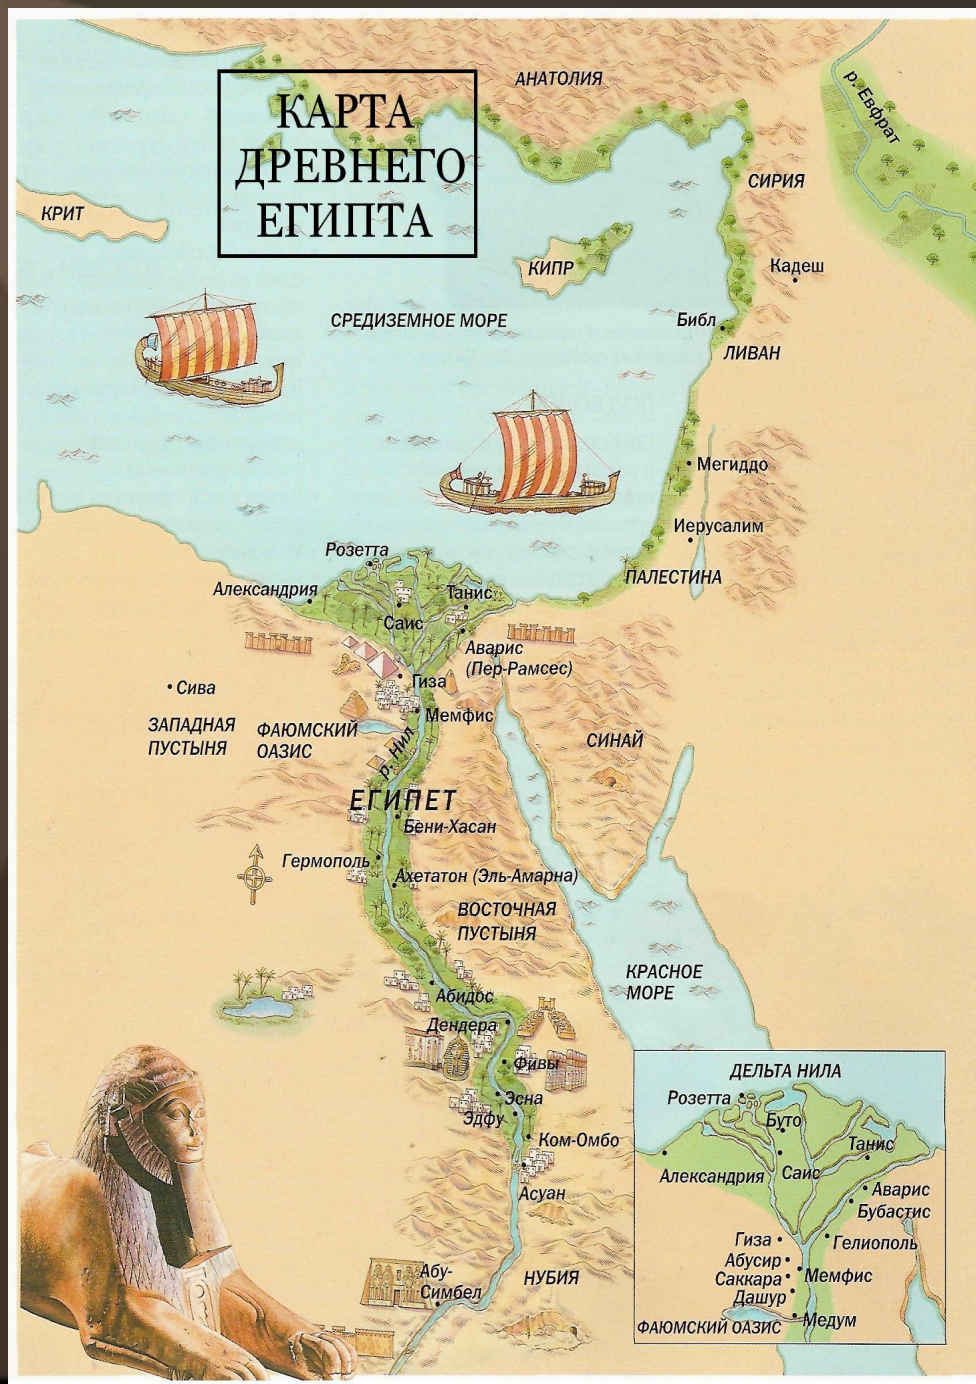 КАРТА
ДРЕВНЕГО
ЕГИПТА
АНАТОЛИЯ
р. Евфрат
СИРИЯ
КРИТ
КИПР
Кадеш
СРЕДИЗЕМНОЕ МОРЕ
Библ
ЛИВАН
Мегиддо
Иерусалим
ПАЛЕСТИНА
Розетта
Александрия
Танис
Саис
Аварис
(Пер-Рамсес)
Гиза
Сива
Мемфис
ЗАПАДНАЯ
ПУСТЫНЯ
ФАЮМСКИЙ
ОАЗИС
р. Нил
СИНАЙ
ЕГИПЕТ
Бени-Хасан
Гермополь
Ахетатон (Эль-Амарна)
ВОСТОЧНАЯ
ПУСТЫНЯ
КРАСНОЕ
МОРЕ
Абидос
Дендера
Фивы
Эсна
Эдфу
Ком-Омбо
Асуан
Абу-
Симбел
НУБИЯ
ДЕЛЬТА НИЛА
Розетта
Буто
Танис
Александрия
Саис
Аварис
Бубастис
Гиза
Гелиополь
Абусир
Саккара
Мемфис
Дашур
Медум
ФАЮМСКИЙ ОАЗИС